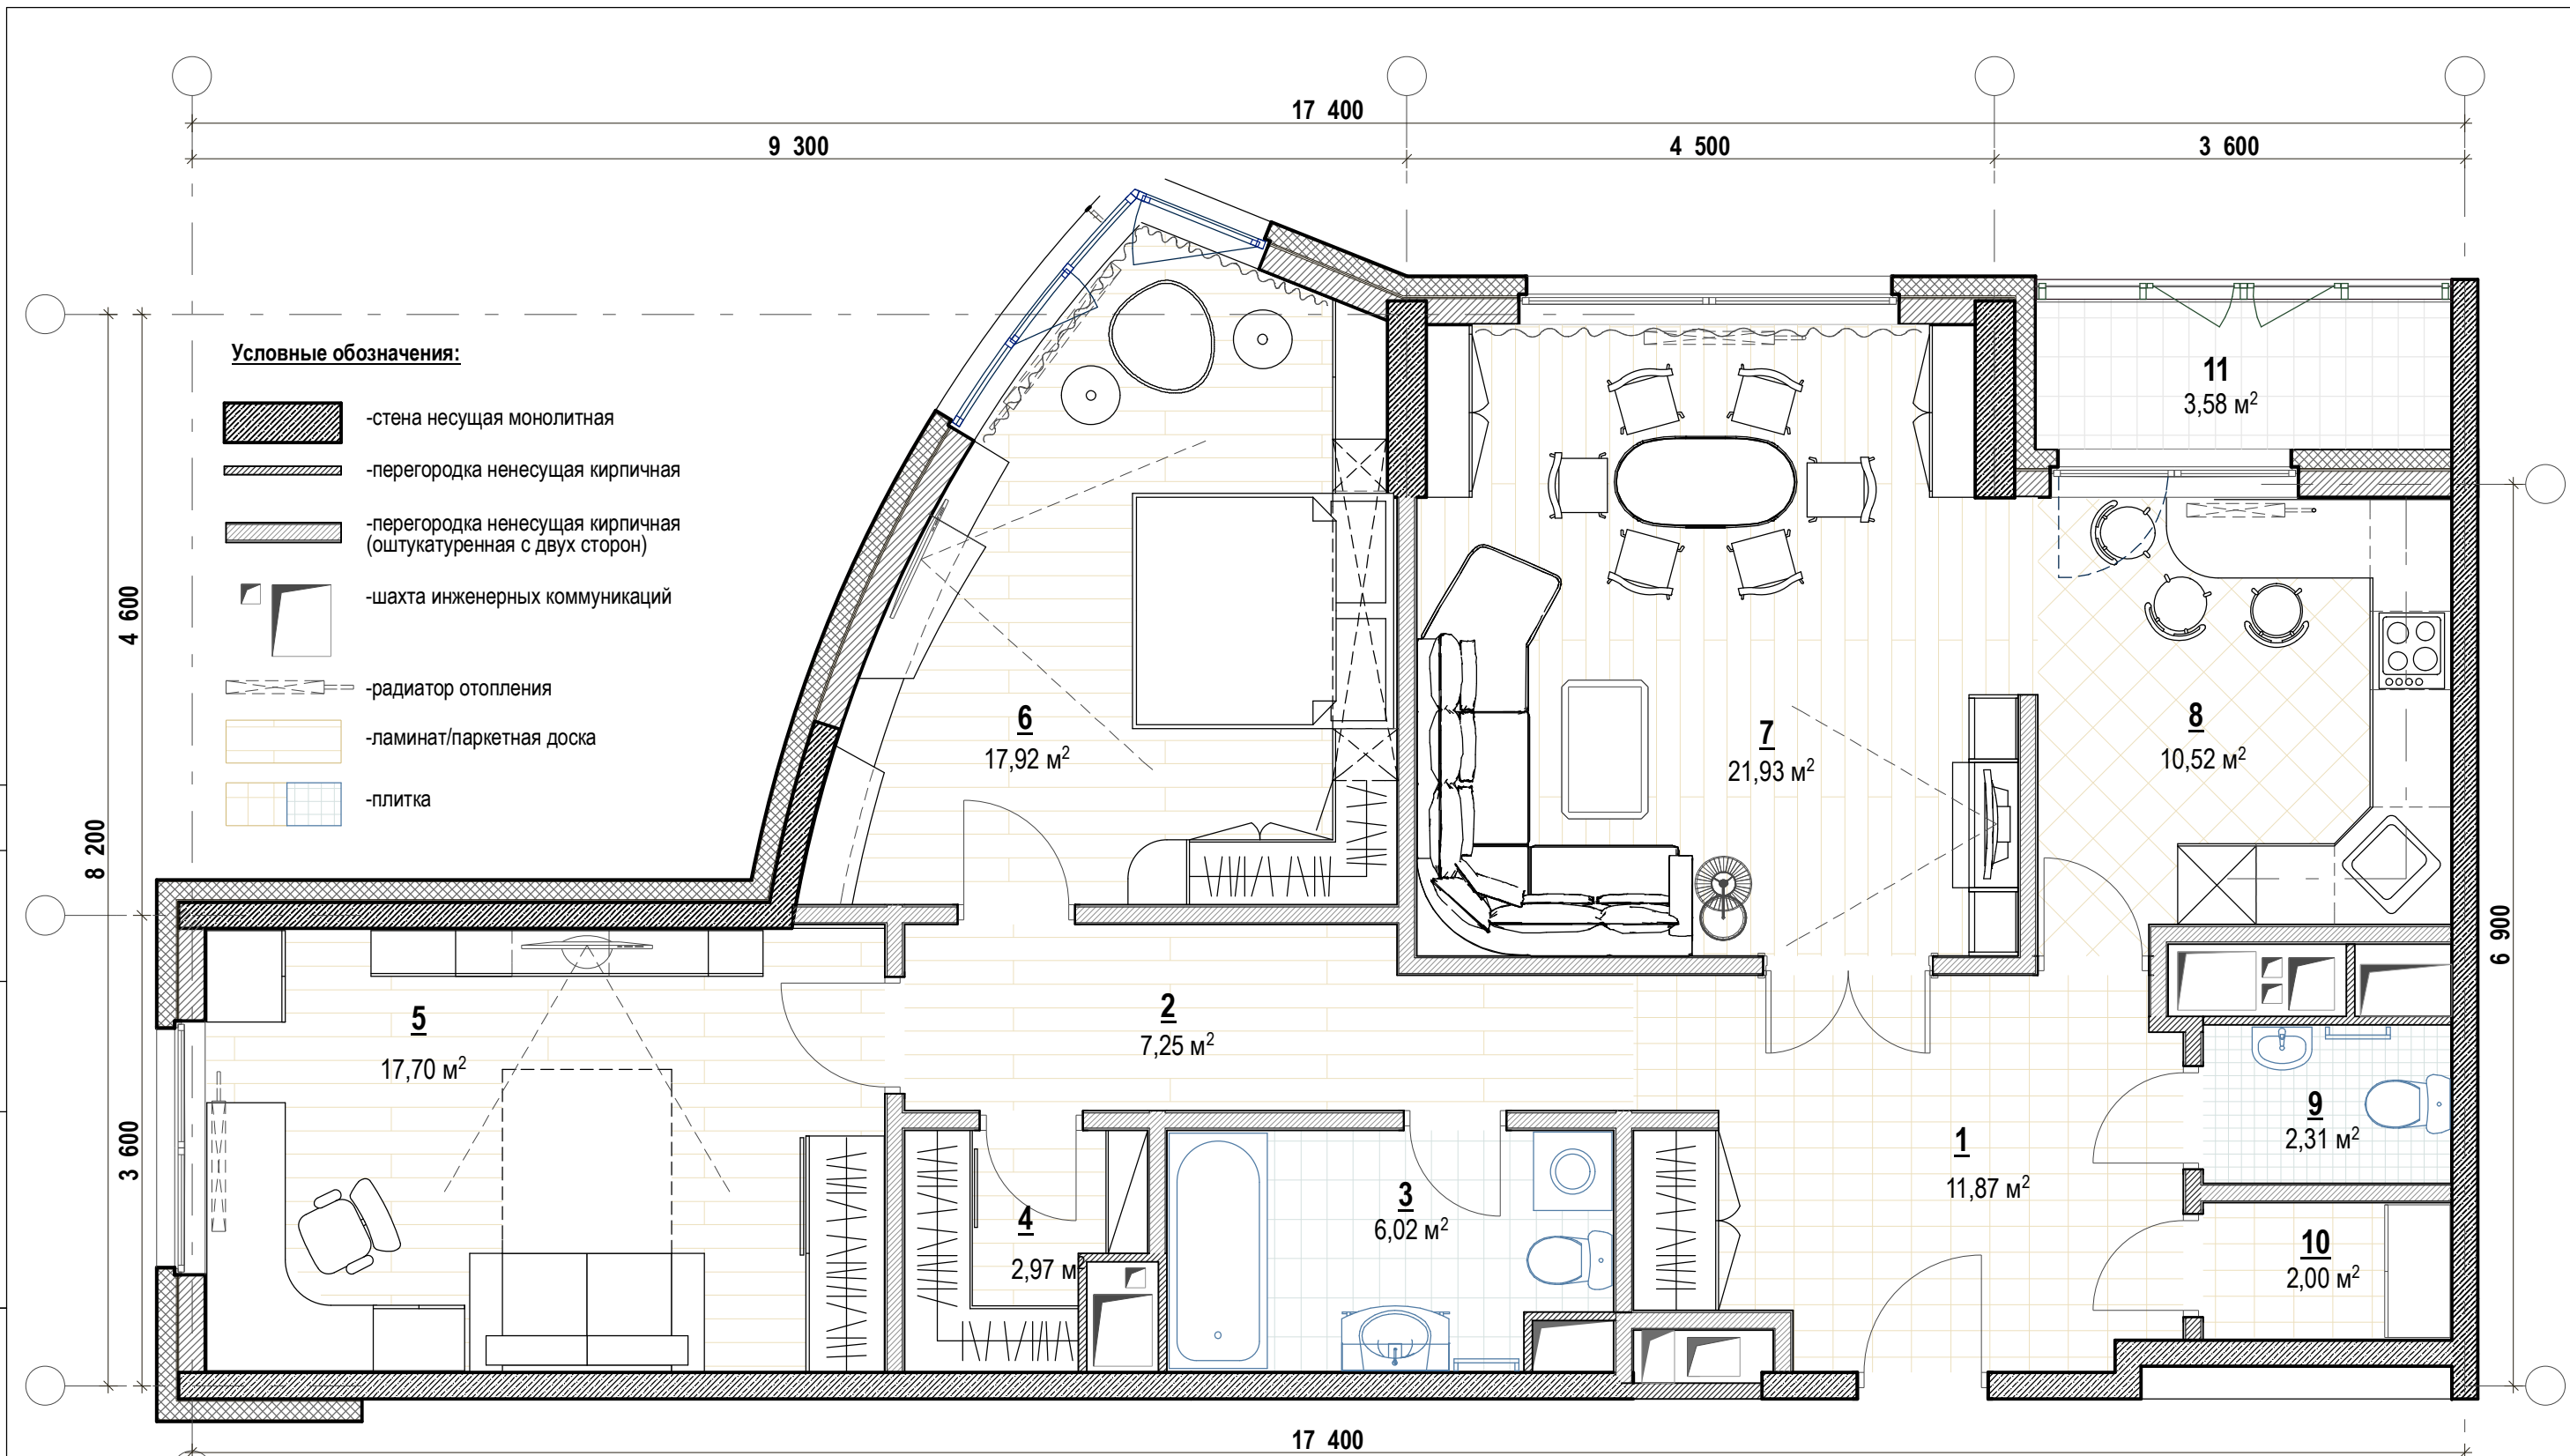 17 400
9 300
4 500
3 600
Условные обозначения:
-стена несущая монолитная
-перегородка ненесущая кирпичная
-перегородка ненесущая кирпичная
(оштукатуренная с двух сторон)
-шахта инженерных коммуникаций
-радиатор отопления
-ламинат/паркетная доска
-плитка
4 600
8 200
3 600
6 900
11
3,58 м²
6
17,92 м²
7
21,93 м²
8
10,52 м²
5
17,70 м²
2
7,25 м²
9
2,31 м²
1
11,87 м²
3
6,02 м²
4
2,97 м²
10
2,00 м²
17 400